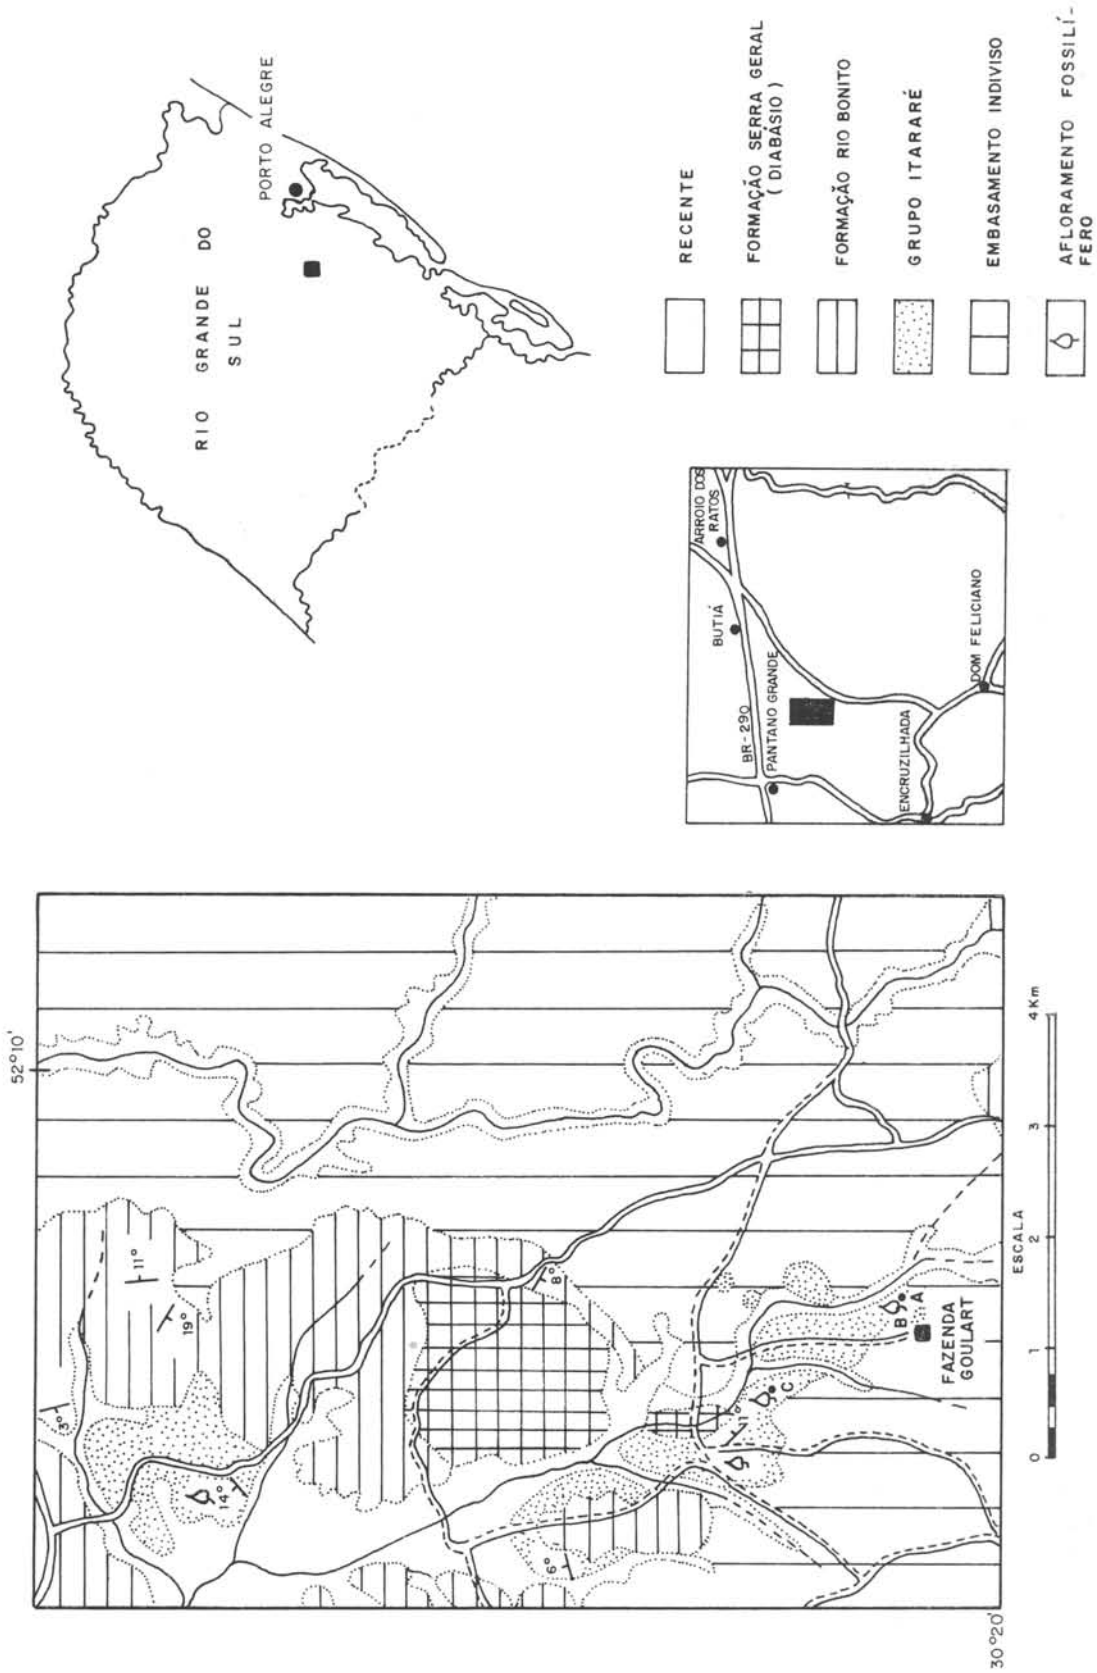 RIO GRANDE DO
SUL
PORTO ALEGRE
RECENTE
FORMAÇÃO SERRA GERAL
( DIABÁSIO )
FORMAÇÃO RIO BONITO
GRUPO ITARARÉ
EMBASAMENTO INDIVISO
AFLORAMENTO FOSSILÍ-
FERO
ARROIO DOS
RATOS
BUTIÁ
BR-290
PANTANO GRANDE
ENCRUZILHADA
DOM FELICIANO
52°10'
3°
11°
19°
14°
8°
6°
11°
C
B
A
FAZENDA
GOULART
30°20'
ESCALA
0 1 2 3 4 Km